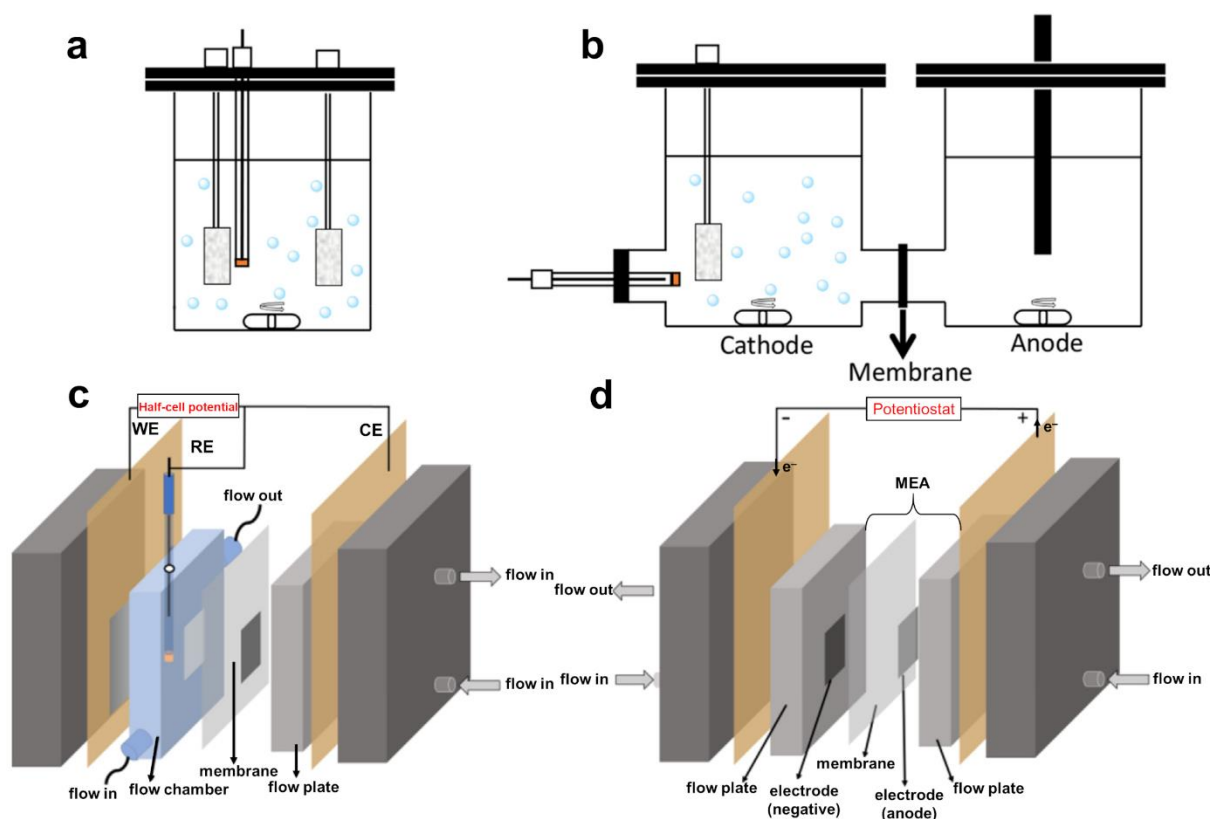 a
b
Cathode
Anode
Membrane
c
Half-cell potential
WE
RE
CE
flow out
flow in
flow in
membrane
flow plate
flow chamber
flow in
d
Potentiostat
-
+
e⁻
e⁻
MEA
flow out
flow out
flow in
flow in
membrane
flow plate
electrode
(negative)
electrode
(anode)
flow plate